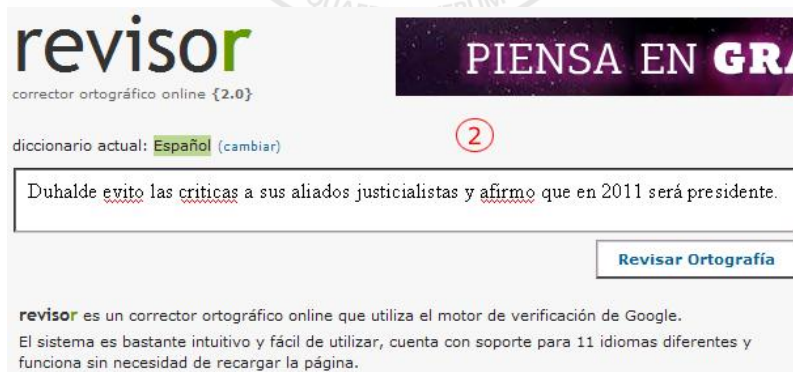 revisor
PIENSA EN
corrector ortográfico online {2.0}
2
diccionario actual: Español (cambiar)
Duhalde evito las criticas a sus aliados justicialistas y afirmo que en 2011 será presidente.
Revisar Ortografía
revisor es un corrector ortográfico online que utiliza el motor de verificación de Google.
El sistema es bastante intuitivo y fácil de utilizar, cuenta con soporte para 11 idiomas diferentes y
funciona sin necesidad de recargar la página.